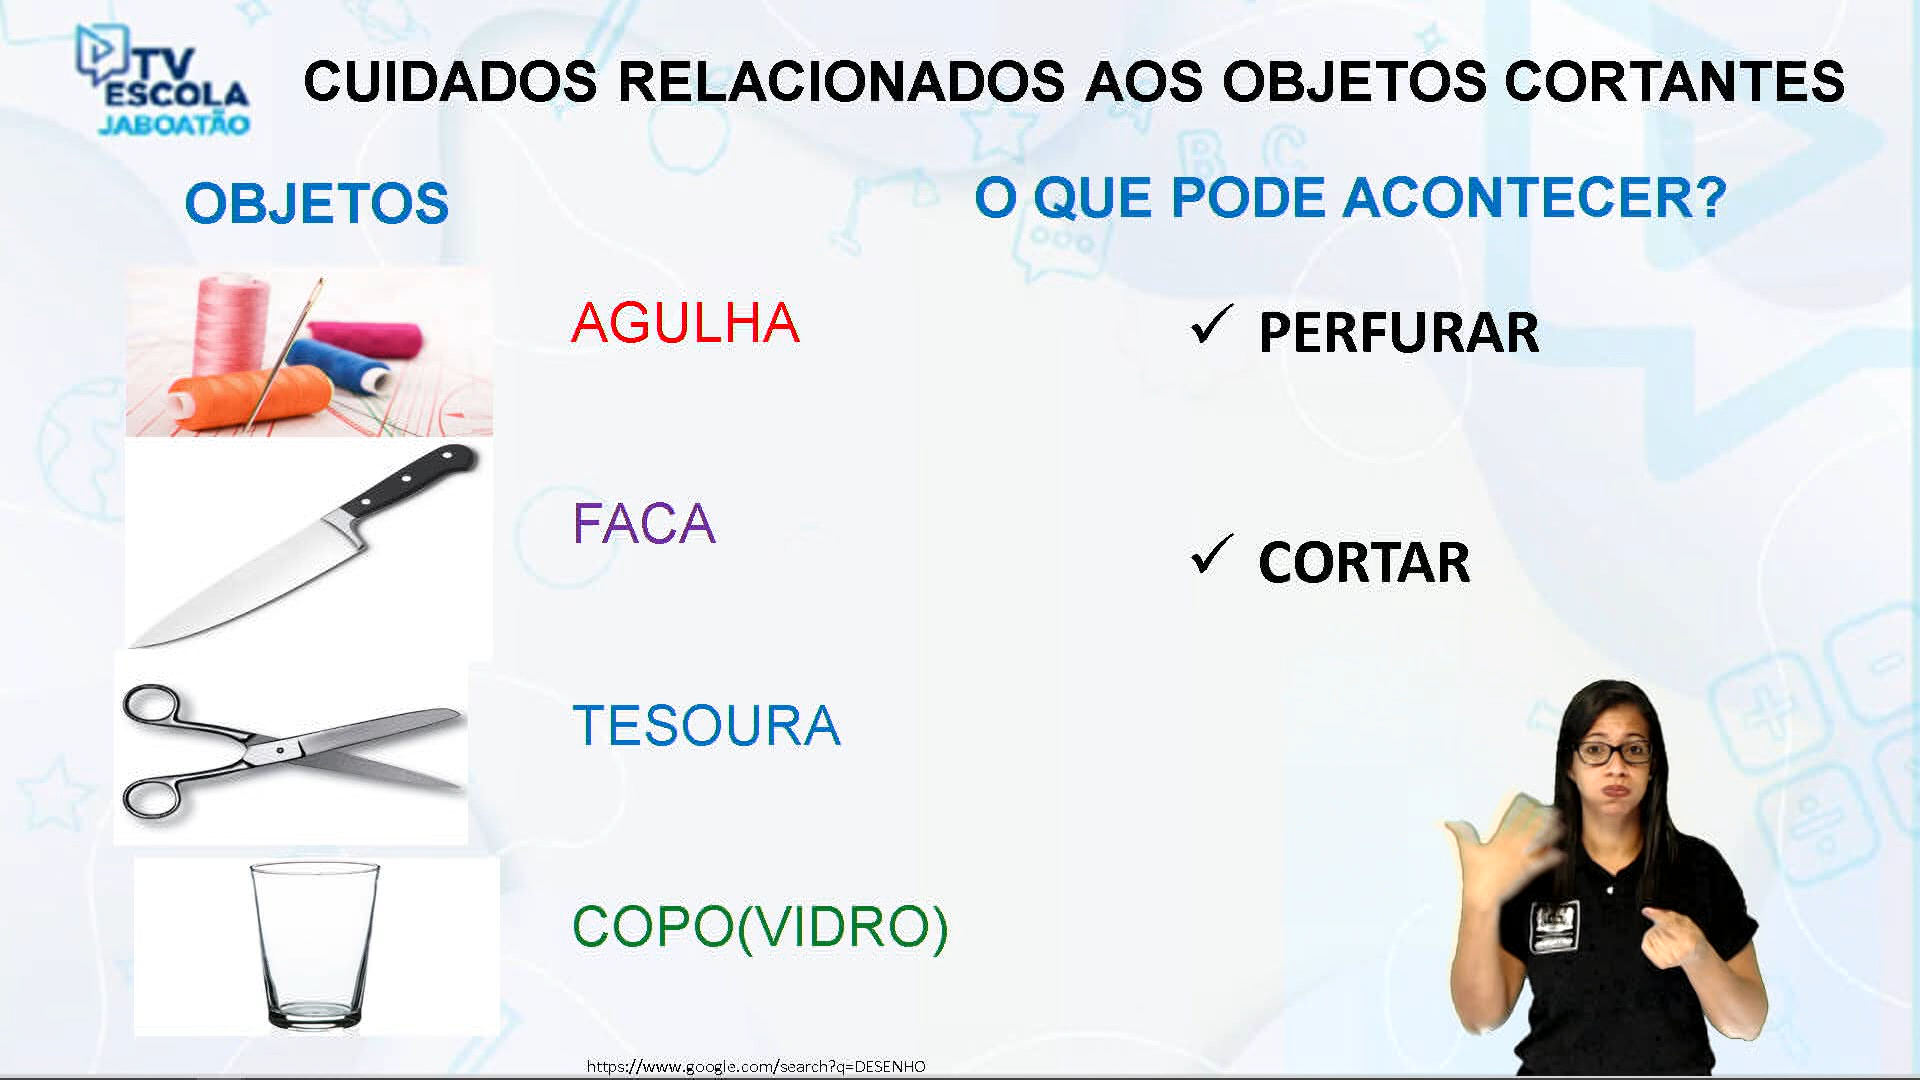 TV
ESCOLA
JABOATÃO
CUIDADOS RELACIONADOS AOS OBJETOS CORTANTES
OBJETOS
O QUE PODE ACONTECER?
AGULHA
✓ PERFURAR
FACA
✓ CORTAR
TESOURA
COPO(VIDRO)
https://www.google.com/search?q=DESENHO
B C
A